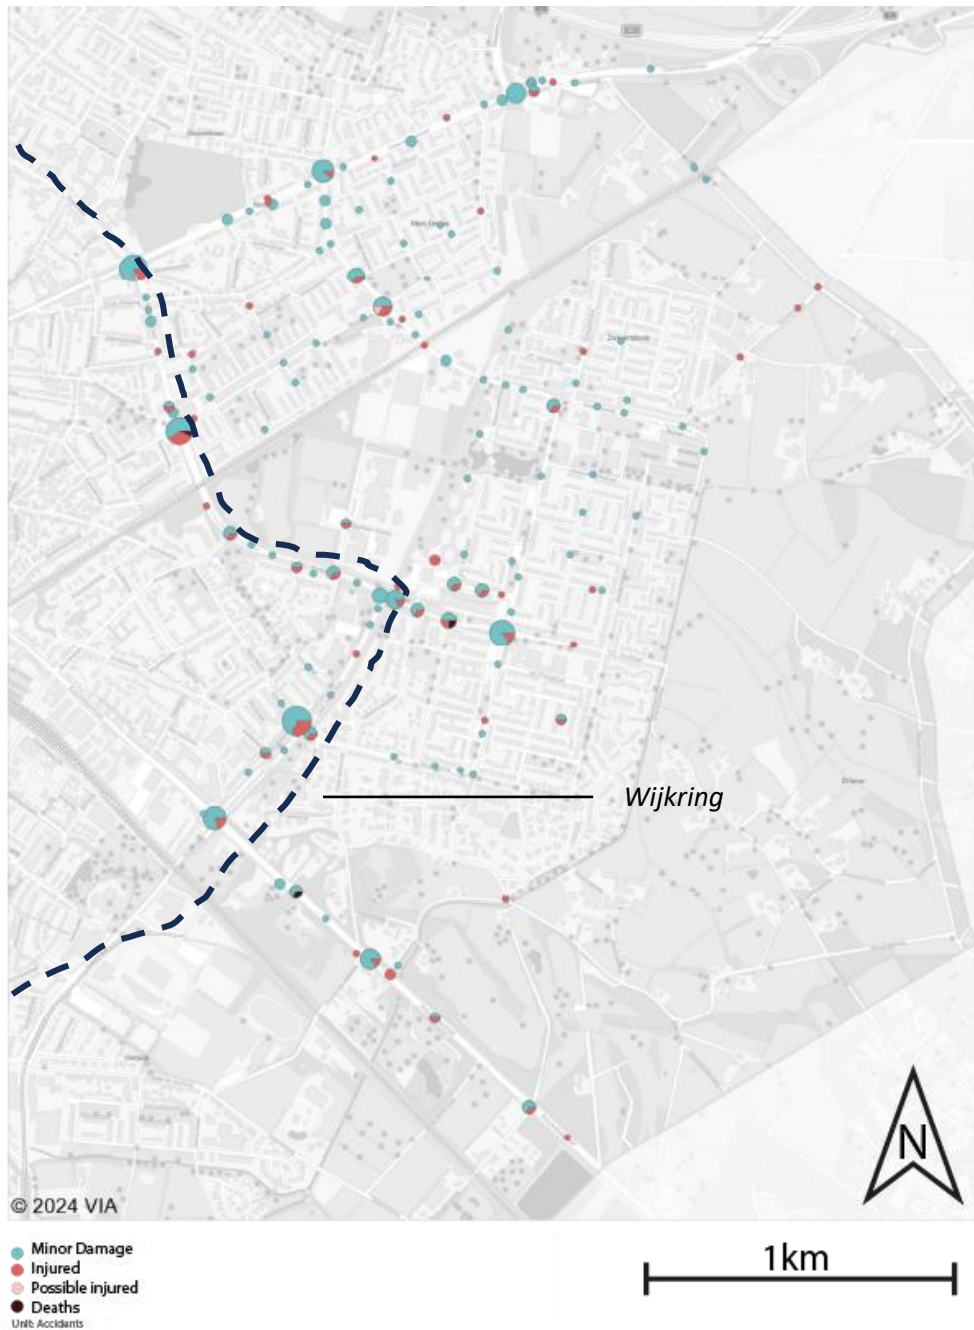 Wijkring
N
© 2024 VIA
Minor Damage
Injured
Possible injured
Deaths
Unit: Accidents
1km